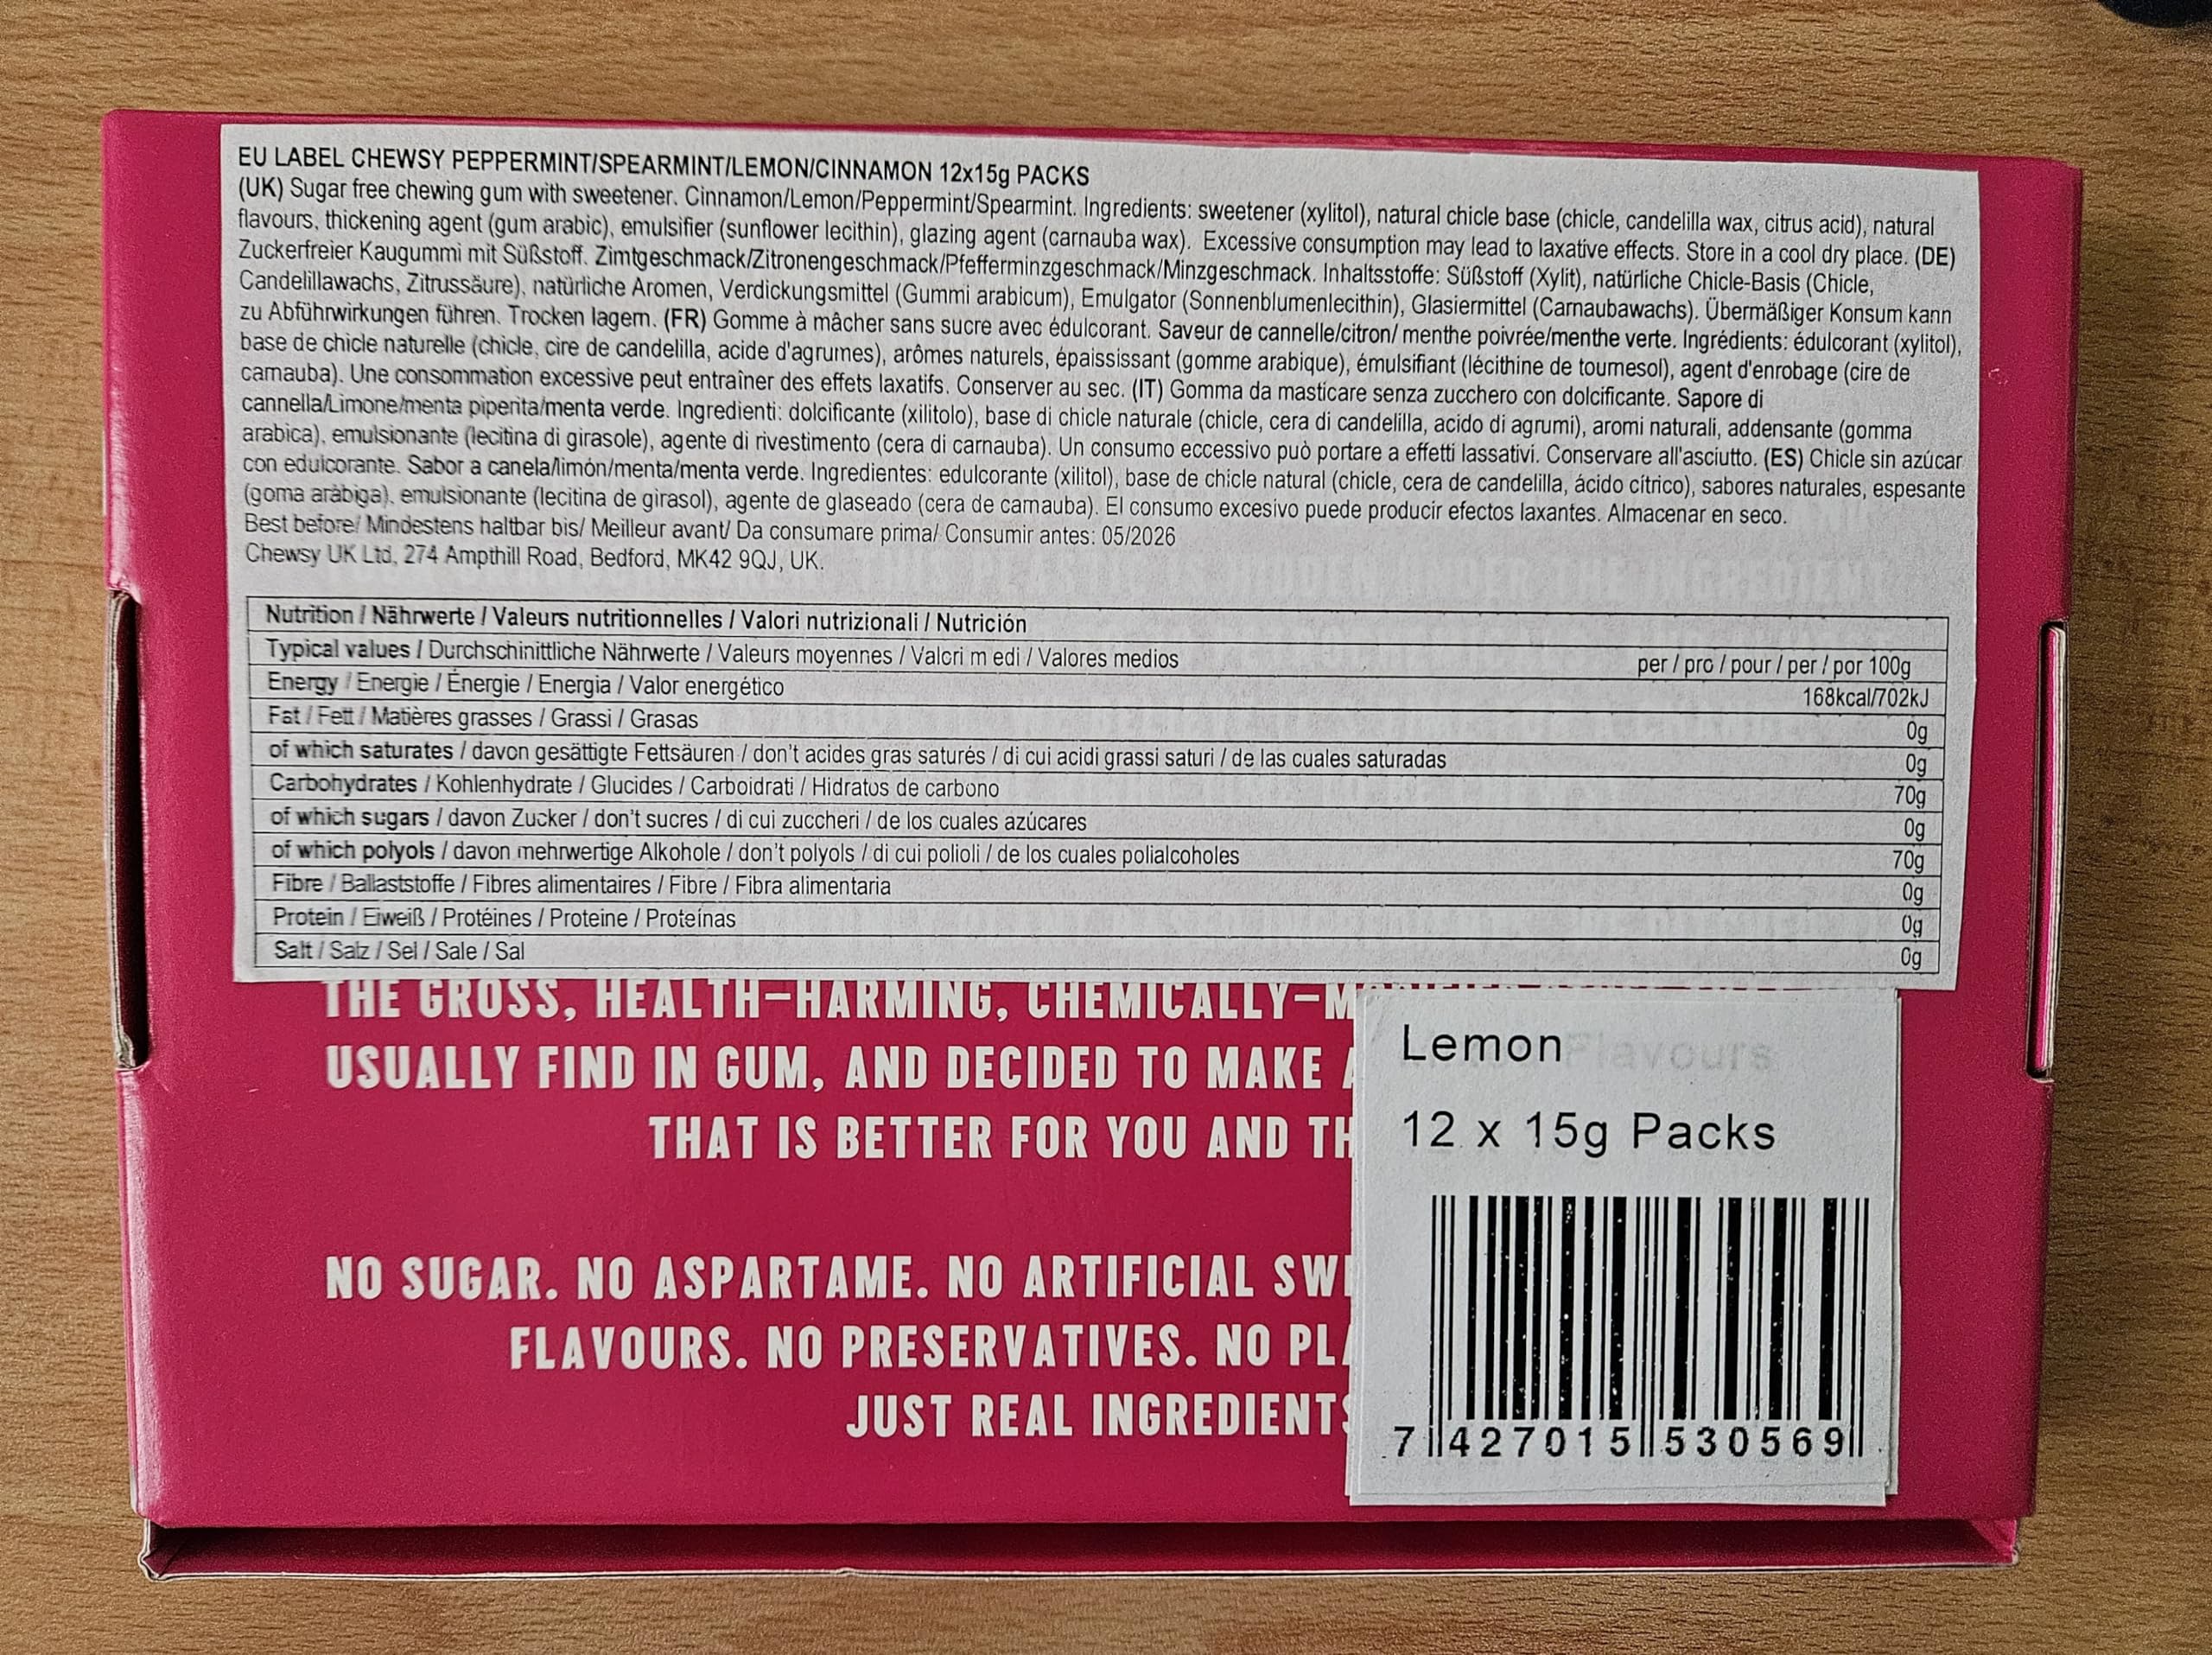 EU LABEL CHEWSY PEPPERMINT/SPEARMINT/LEMON/CINNAMON 12x15g PACKS
(UK) Sugar free chewing gum with sweetener. Cinnamon/Lemon/Peppermint/Spearmint. Ingredients: sweetener (xylitol), natural chicle base (chicle, candelilla wax, citrus acid), natural
flavours, thickening agent (gum arabic), emulsifier (sunflower lecithin), glazing agent (carnauba wax). Excessive consumption may lead to laxative effects. Store in a cool dry place. (DE)
Zuckerfreier Kaugummi mit Süßstoff. Zimtgeschmack/Zitronengeschmack/Pfefferminzgeschmack/Minzgeschmack. Inhaltsstoffe: Süßstoff (Xylit), natürliche Chicle-Basis (Chicle,
Candelillawachs, Zitrussäure), natürliche Aromen, Verdickungsmittel (Gummi arabicum), Emulgator (Sonnenblumenlecithin), Glasiermittel (Carnaubawachs). Übermäßiger Konsum kann
zu Abführwirkungen führen. Trocken lagern. (FR) Gomme à mâcher sans sucre avec édulcorant. Saveur de cannelle/citron/ menthe poivrée/menthe verte. Ingrédients: édulcorant (xylitol),
base de chicle naturelle (chicle, cire de candelilla, acide d'agrumes), arômes naturels, épaississant (gomme arabique), émulsifiant (lécithine de tournesol), agent d'enrobage (cire de
carnauba). Une consommation excessive peut entraîner des effets laxatifs. Conserver au sec. (IT) Gomma da masticare senza zucchero con dolcificante. Sapore di
cannella/Limone/menta piperita/menta verde. Ingredienti: dolcificante (xilitolo), base di chicle naturale (chicle, cera di candelilla, acido di agrumi), aromi naturali, addensante (gomma
arabica), emulsionante (lecitina di girasole), agente di rivestimento (cera di carnauba). Un consumo eccessivo può portare a effetti lassativi. Conservare all'asciutto. (ES) Chicle sin azúcar
con edulcorante. Sabor a canela/limón/menta/menta verde. Ingredientes: edulcorante (xilitol), base de chicle natural (chicle, cera de candelilla, ácido cítrico), sabores naturales, espesante
(goma arábiga), emulsionante (lecitina de girasol), agente de glaseado (cera de carnauba). El consumo excesivo puede producir efectos laxantes. Almacenar en seco.
Best before/ Mindestens haltbar bis/ Meilleur avant/ Da consumare prima/ Consumir antes: 05/2026
Chewsy UK Ltd, 274 Ampthill Road, Bedford, MK42 9QJ, UK.
Nutrition / Nährwerte / Valeurs nutritionnelles / Valori nutrizionali / Nutrición
Typical values / Durchschinittliche Nährwerte / Valeurs moyennes / Valori m edi / Valores medios per / pro / pour / per / por 100g
Energy / Energie / Énergie / Energia / Valor energético 168kcal/702kJ
Fat / Fett / Matières grasses / Grassi / Grasas 0g
of which saturates / davon gesättigte Fettsäuren / don't acides gras saturés / di cui acidi grassi saturi / de las cuales saturadas 0g
Carbohydrates / Kohlenhydrate / Glucides / Carboidrati / Hidratos de carbono 70g
of which sugars / davon Zucker / don't sucres / di cui zuccheri / de los cuales azúcares 0g
of which polyols / davon mehrwertige Alkohole / don't polyols / di cui polioli / de los cuales polialcoholes 70g
Fibre / Ballaststoffe / Fibres alimentaires / Fibre / Fibra alimentaria 0g
Protein / Eiweiß / Protéines / Proteine / Proteínas 0g
Salt / Salz / Sel / Sale / Sal 0g
THE GROSS, HEALTH-HARMING, CHEMICALLY-
USUALLY FIND IN GUM, AND DECIDED TO MAKE
THAT IS BETTER FOR YOU AND
NO SUGAR. NO ASPARTAME. NO ARTIFICIAL
FLAVOURS. NO PRESERVATIVES. NO
JUST REAL INGREDIENTS
Lemon
12 x 15g Packs
7 427015 530569